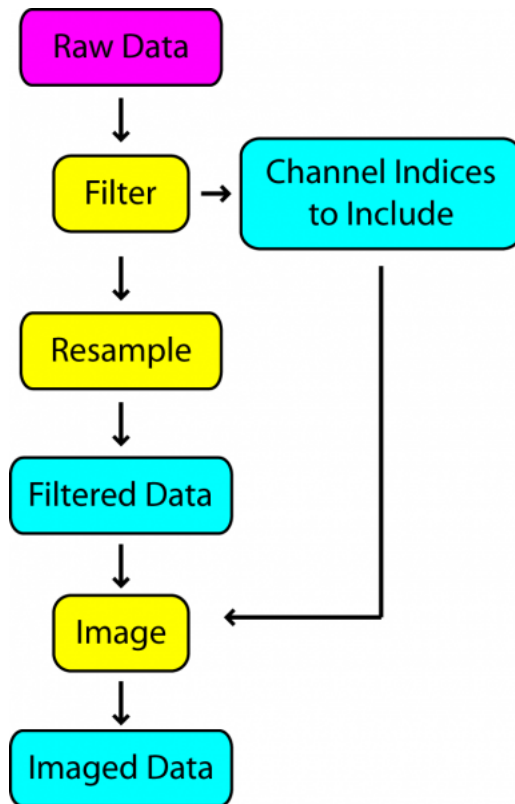 Raw Data
Filter
Channel Indices
to Include
Resample
Filtered Data
Image
Imaged Data